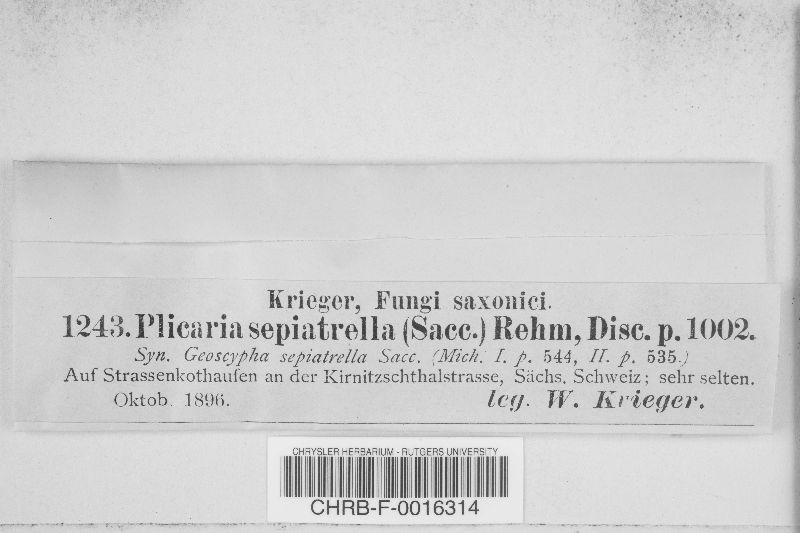 Krieger, Fungi saxonici.
1243. Plicaria sepiatrella (Sacc.) Rehm, Disc. p. 1002.
Syn. Geoscypha sepiatrella Sacc. (Mich. I. p. 544, II. p. 535.)
Auf Strassenkothaufen an der Kirnitzschthalstrasse, Sächs. Schweiz; sehr selten.
Oktob. 1896. leg. W. Krieger.
CHRYSLER HERBARIUM - RUTGERS UNIVERSITY
CHRB-F-0016314